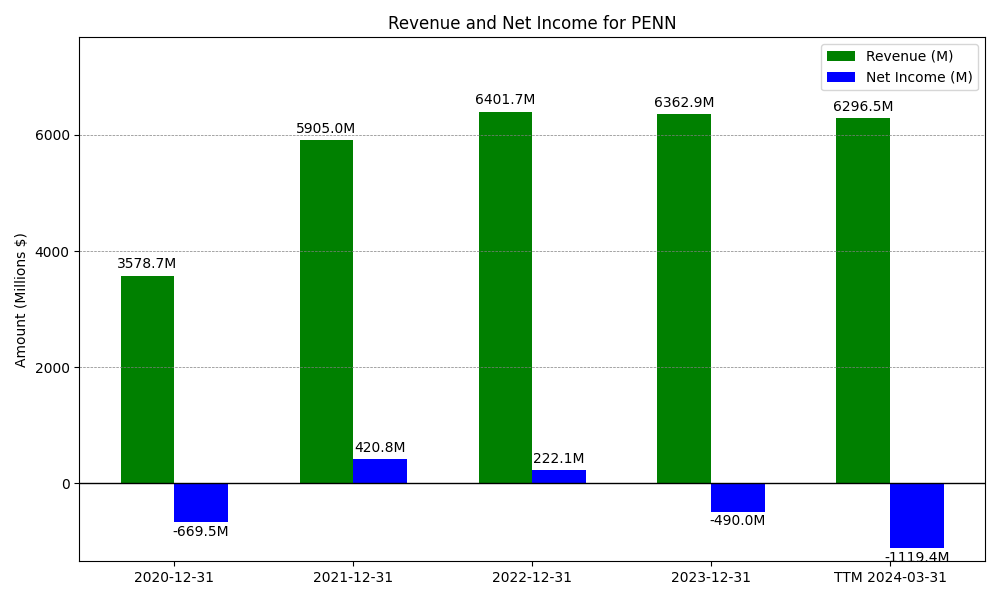 Revenue and Net Income for PENN
Revenue (M)
Net Income (M)
Amount (Millions $)
6000
4000
2000
0
3578.7M
5905.0M
6401.7M
6362.9M
6296.5M
-669.5M
420.8M
222.1M
-490.0M
-1119.4M
2020-12-31
2021-12-31
2022-12-31
2023-12-31
TTM 2024-03-31